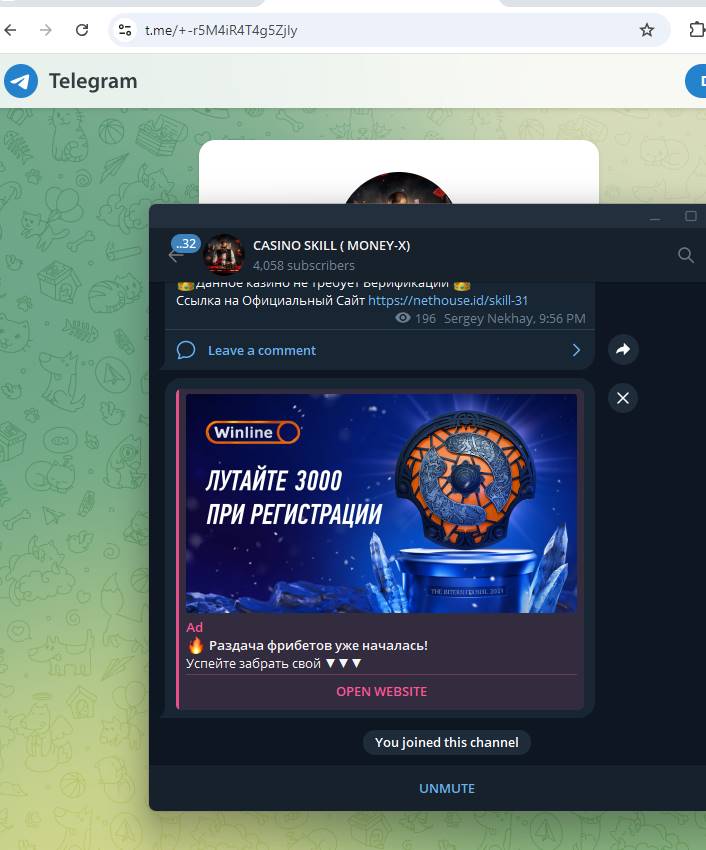 t.me/+-r5M4iR4T4g5Zjly
Telegram
D
..32
CASINO SKILL ( MONEY-X)
4,058 subscribers
Данное казино не требует Верификации
Ссылка на Официальный Сайт https://nethouse.id/skill-31
196 Sergey Nekhay, 9:56 PM
Leave a comment
Winline
ЛУТАЙТЕ 3000
ПРИ РЕГИСТРАЦИИ
THE INTERNATIONAL 2023
Ad
🔥 Раздача фрибетов уже началась!
Успейте забрать свой ▼▼▼
OPEN WEBSITE
You joined this channel
UNMUTE